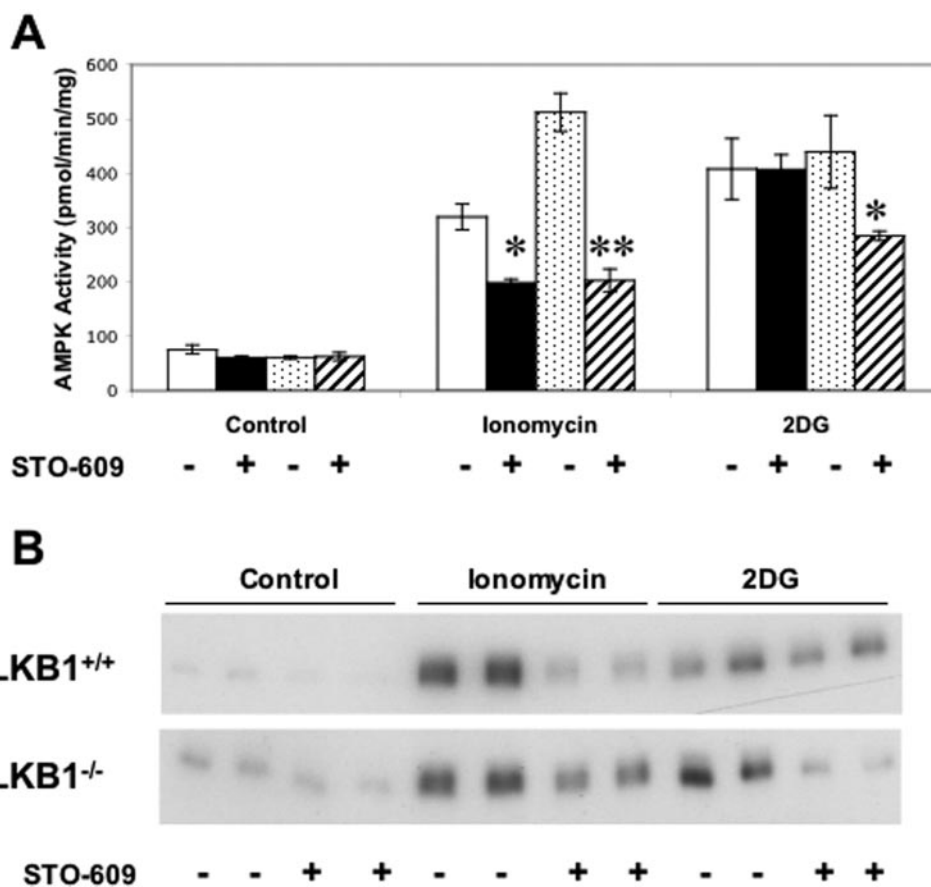 A
AMPK Activity (pmol/min/mg)
600
500
400
300
200
100
0
* ** *
Control Ionomycin 2DG
STO-609 - + - + - + - + - + - +
B
Control Ionomycin 2DG
LKB1+/+
LKB1-/-
STO-609 - - + + - - + + - - + +